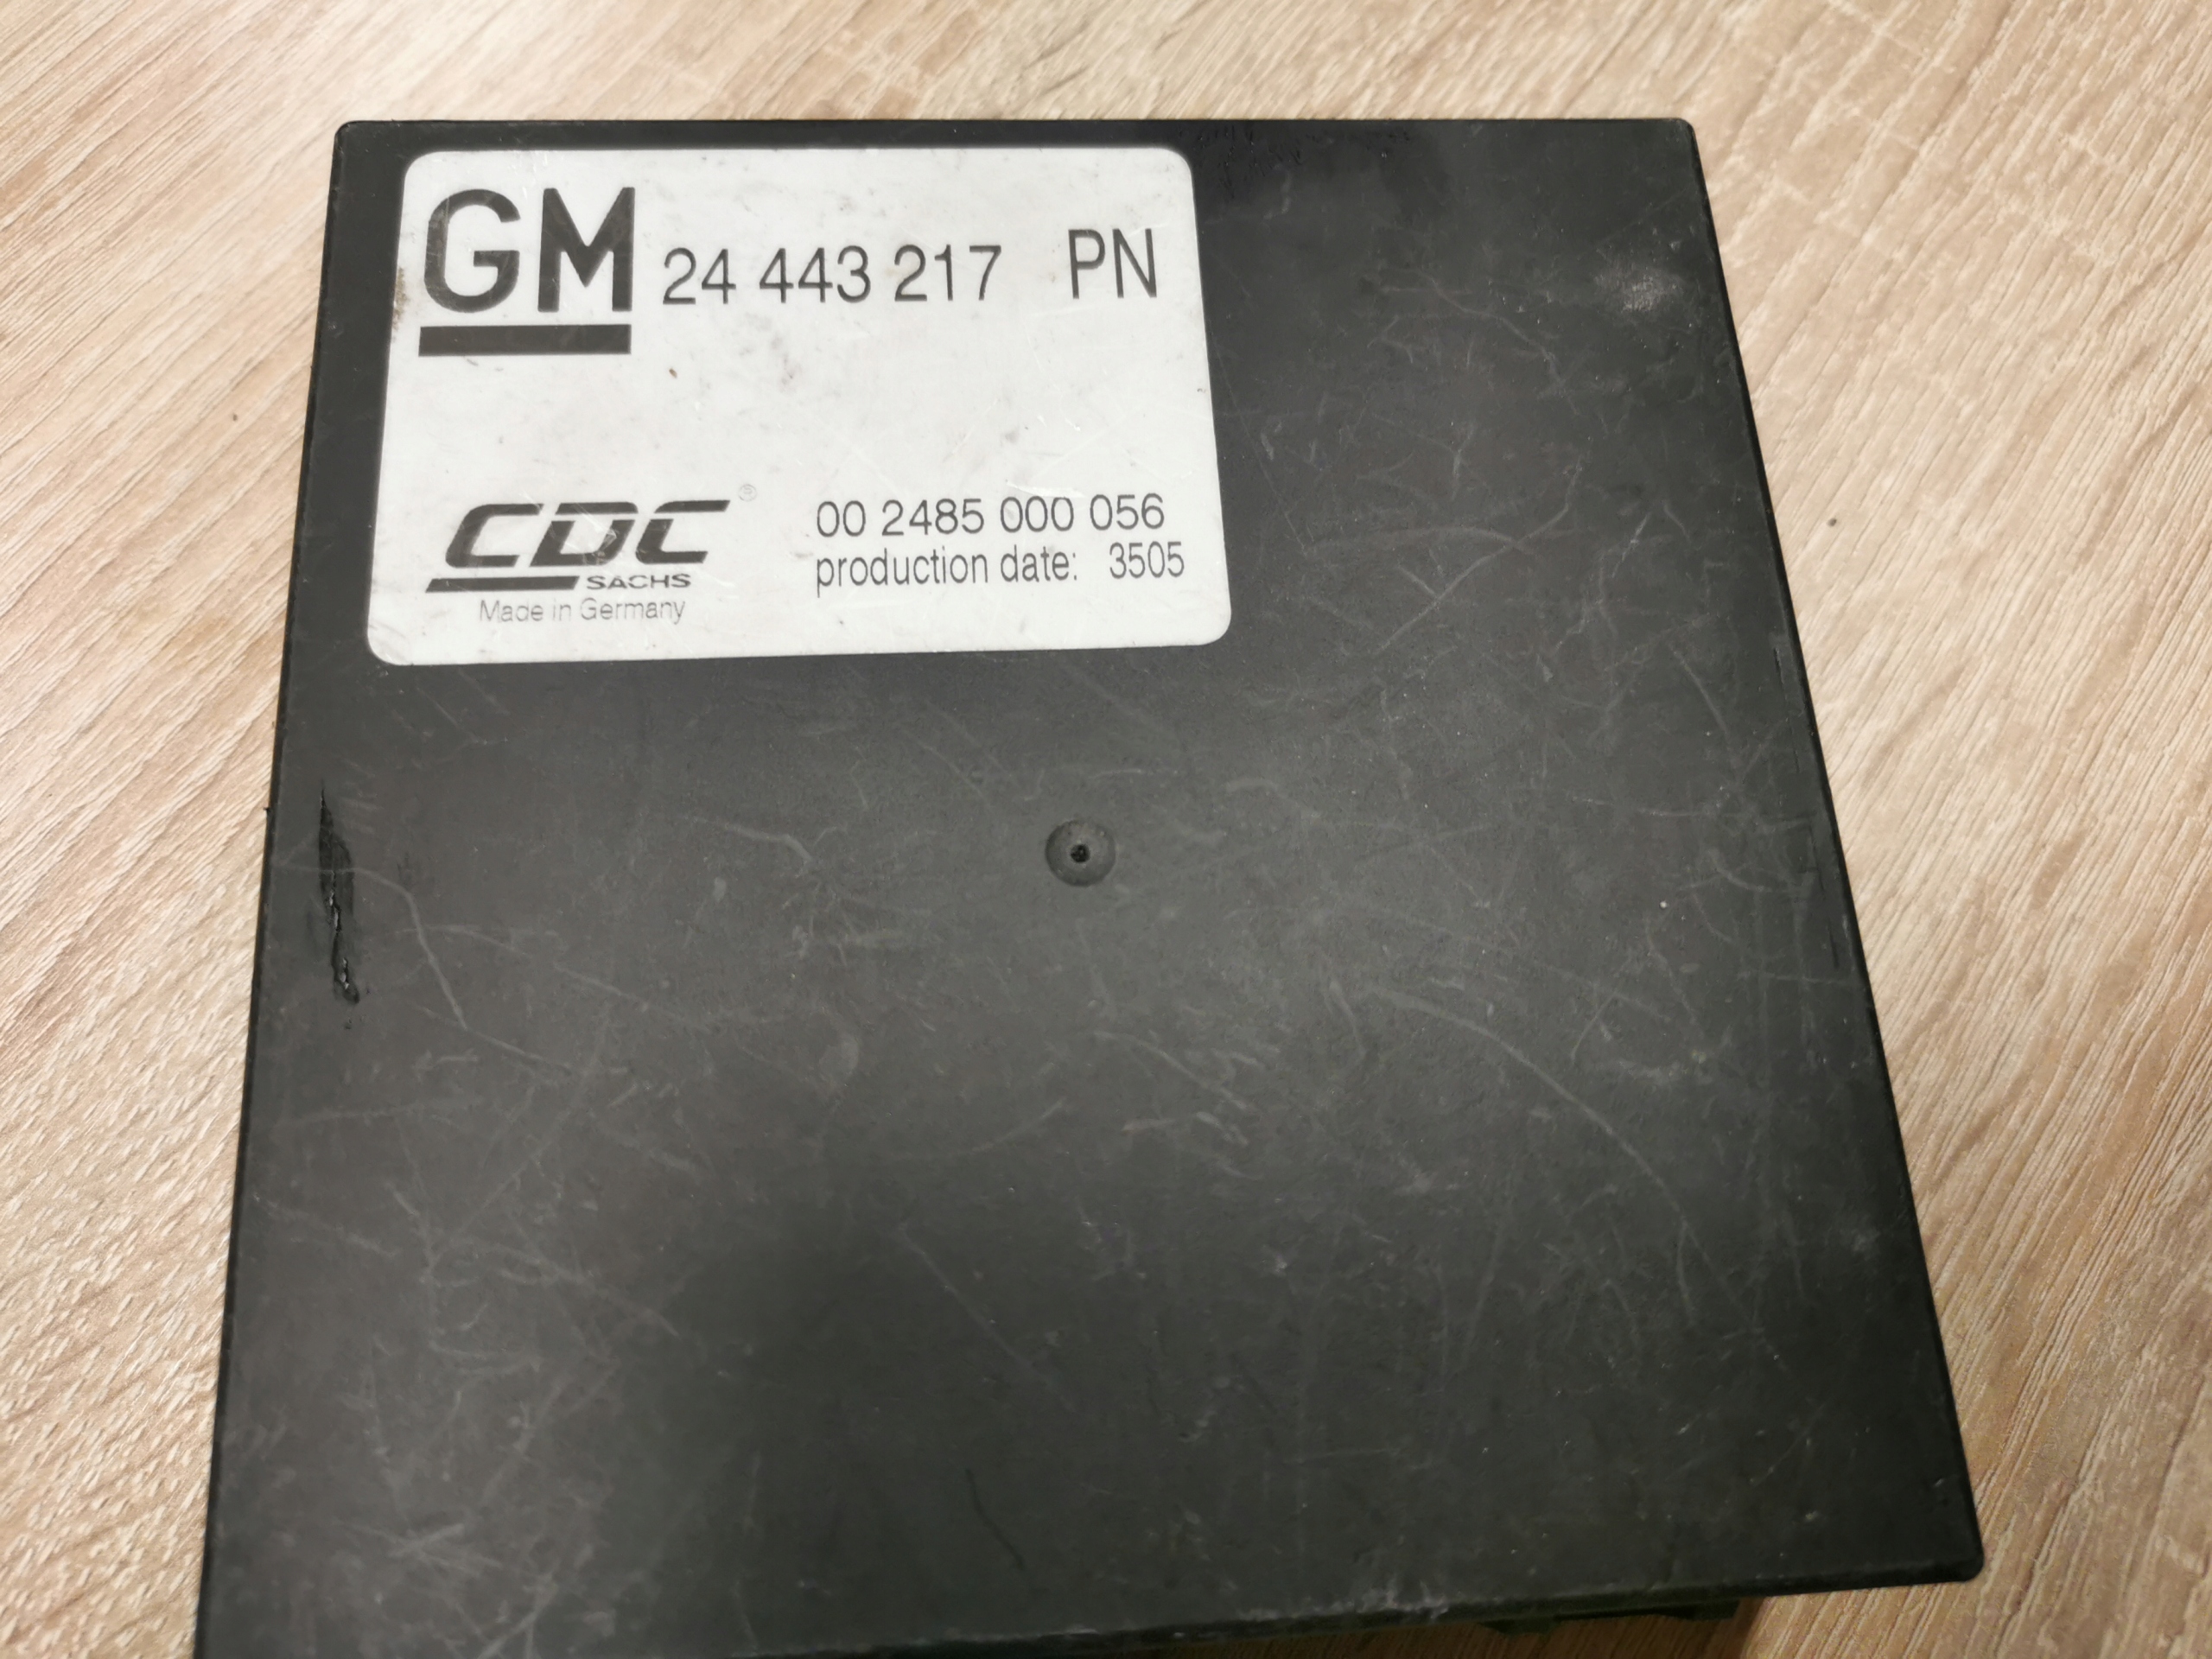 GM 24 443 217 PN
CDC®
SACHS
Made in Germany
00 2485 000 056
production date: 3505